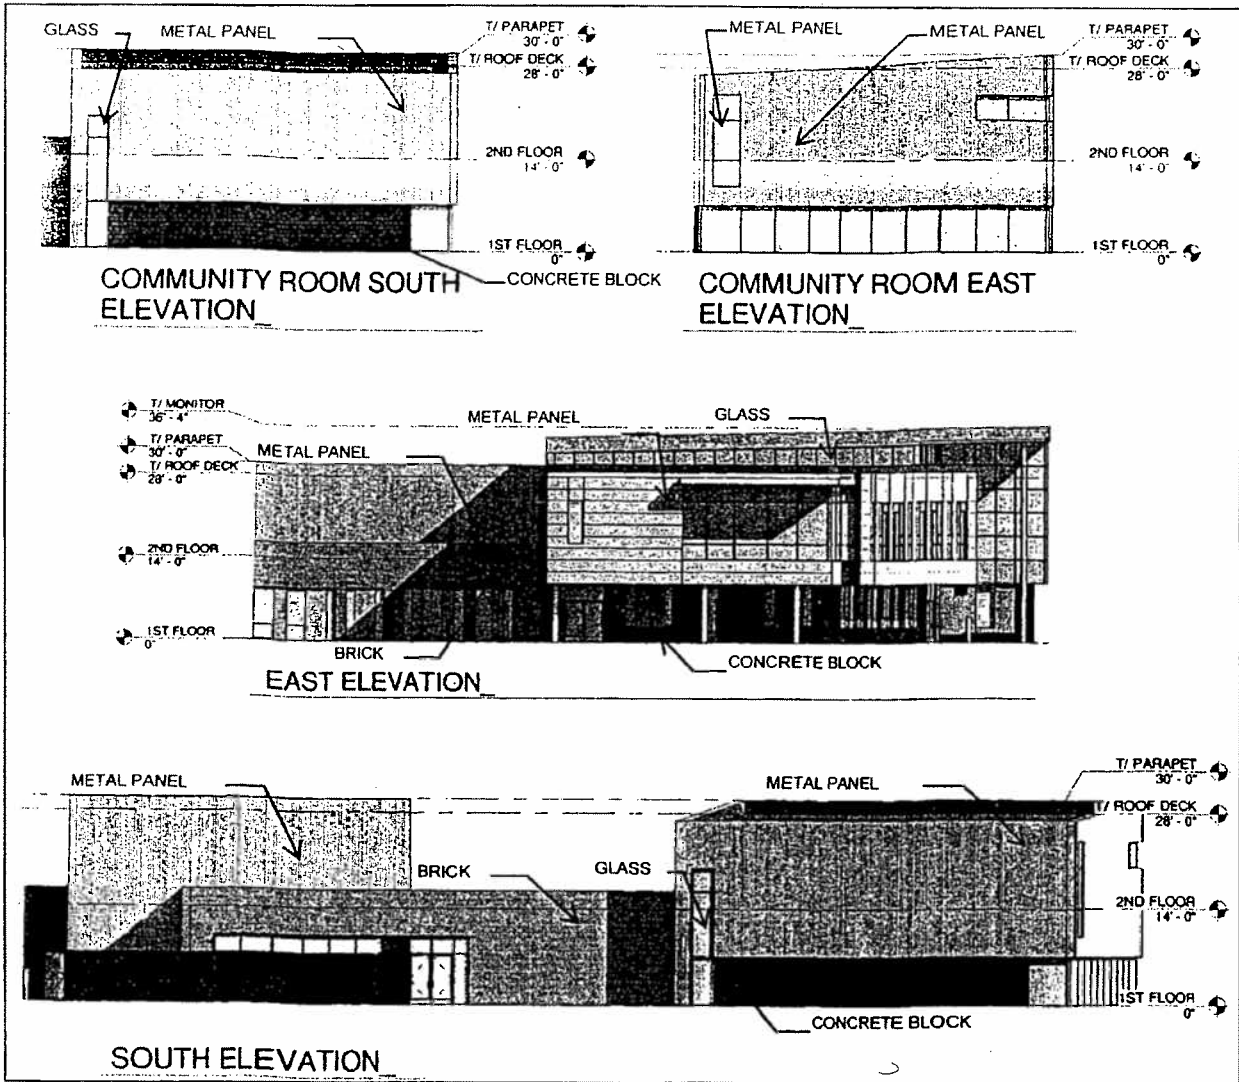 GLASS
METAL PANEL
T/ PARAPET
30' - 0"
T/ ROOF DECK
28' - 0"
2ND FLOOR
14' - 0"
1ST FLOOR
0"
CONCRETE BLOCK
COMMUNITY ROOM SOUTH
ELEVATION_
METAL PANEL
METAL PANEL
T/ PARAPET
30' - 0"
T/ ROOF DECK
28' - 0"
2ND FLOOR
14' - 0"
1ST FLOOR
0"
COMMUNITY ROOM EAST
ELEVATION_
T/ MONITOR
36' - 4"
T/ PARAPET
30' - 0"
T/ ROOF DECK
28' - 0"
2ND FLOOR
14' - 0"
1ST FLOOR
0"
METAL PANEL
METAL PANEL
GLASS
BRICK
CONCRETE BLOCK
EAST ELEVATION_
METAL PANEL
BRICK
GLASS
METAL PANEL
T/ PARAPET
30' - 0"
T/ ROOF DECK
28' - 0"
2ND FLOOR
14' - 0"
1ST FLOOR
0"
CONCRETE BLOCK
SOUTH ELEVATION_